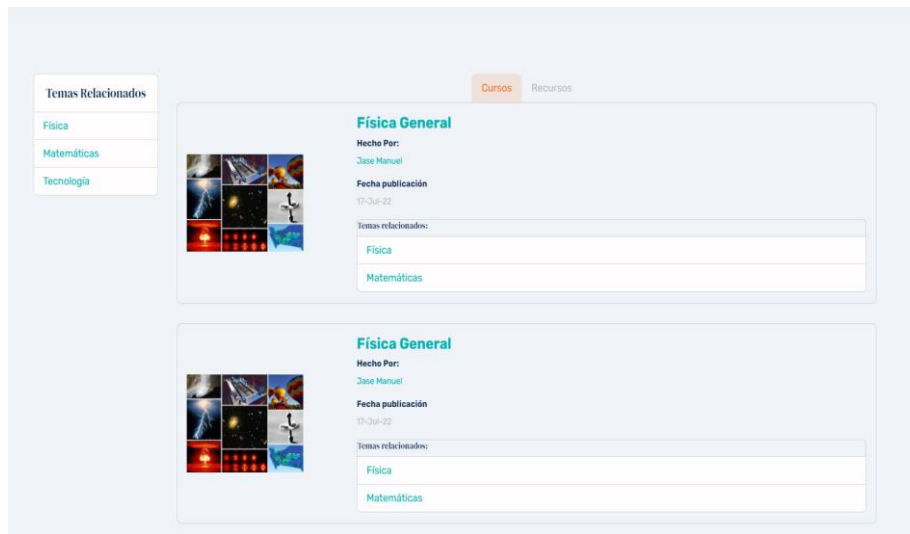 Temas Relacionados
Física
Matemáticas
Tecnología
Cursos Recursos
Física General
Hecho Por:
Jase Manuel
Fecha publicación
17-Jul-22
Temas relacionados:
Física
Matemáticas
Física General
Hecho Por:
Jase Manuel
Fecha publicación
17-Jul-22
Temas relacionados:
Física
Matemáticas